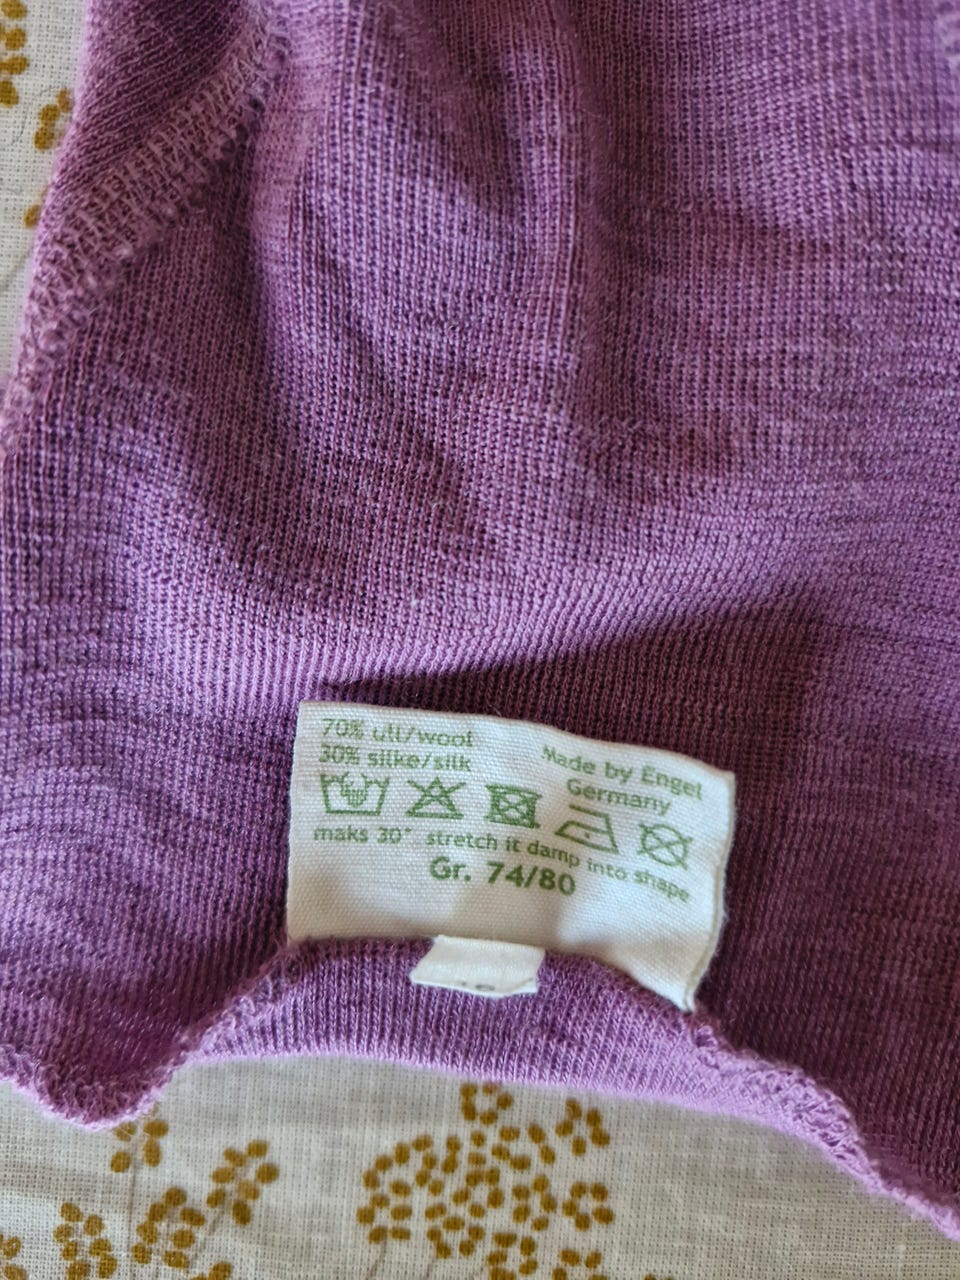 70% ull/wool
30% silke/silk
Made by Engel
Germany
maks 30° stretch it damp into shape
Gr. 74/80